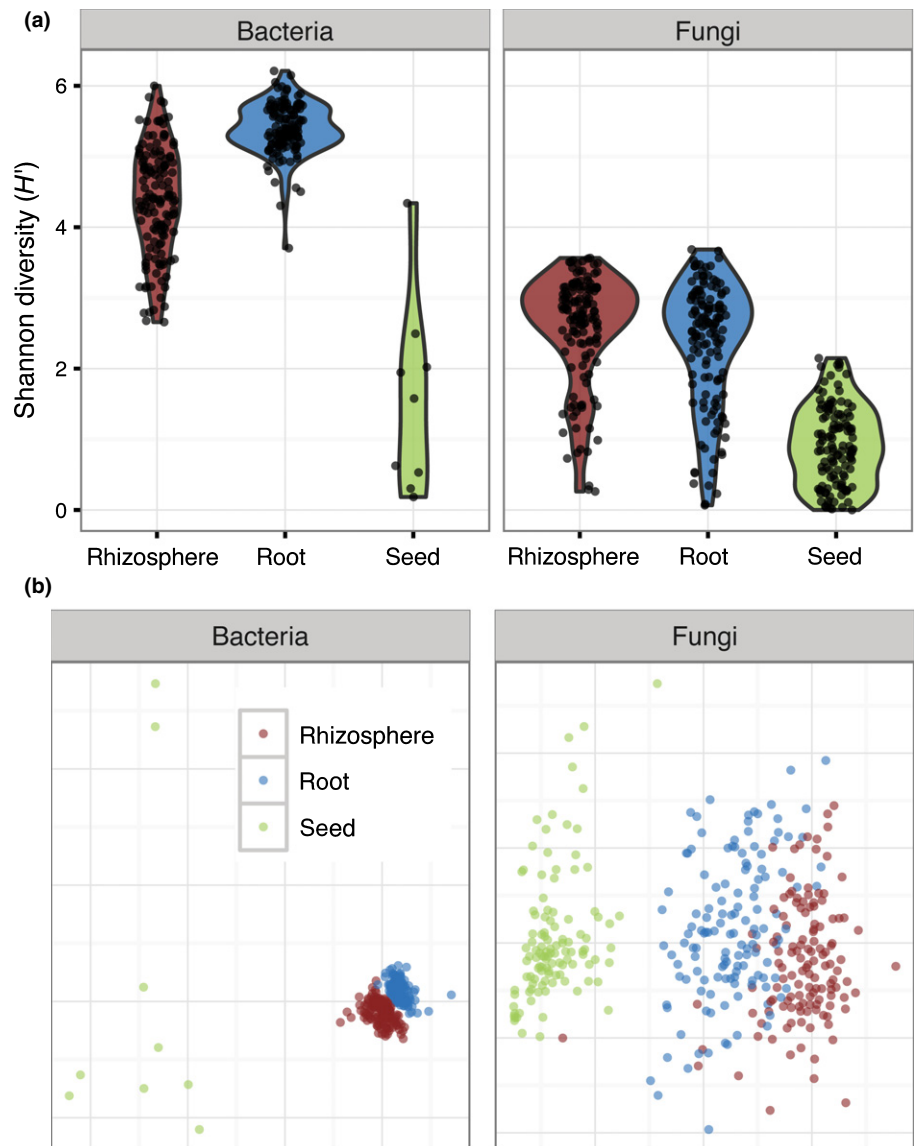 (a)
Bacteria Fungi
Shannon diversity (H')
6
4
2
0
Rhizosphere Root Seed Rhizosphere Root Seed
(b)
Bacteria Fungi
Rhizosphere
Root
Seed